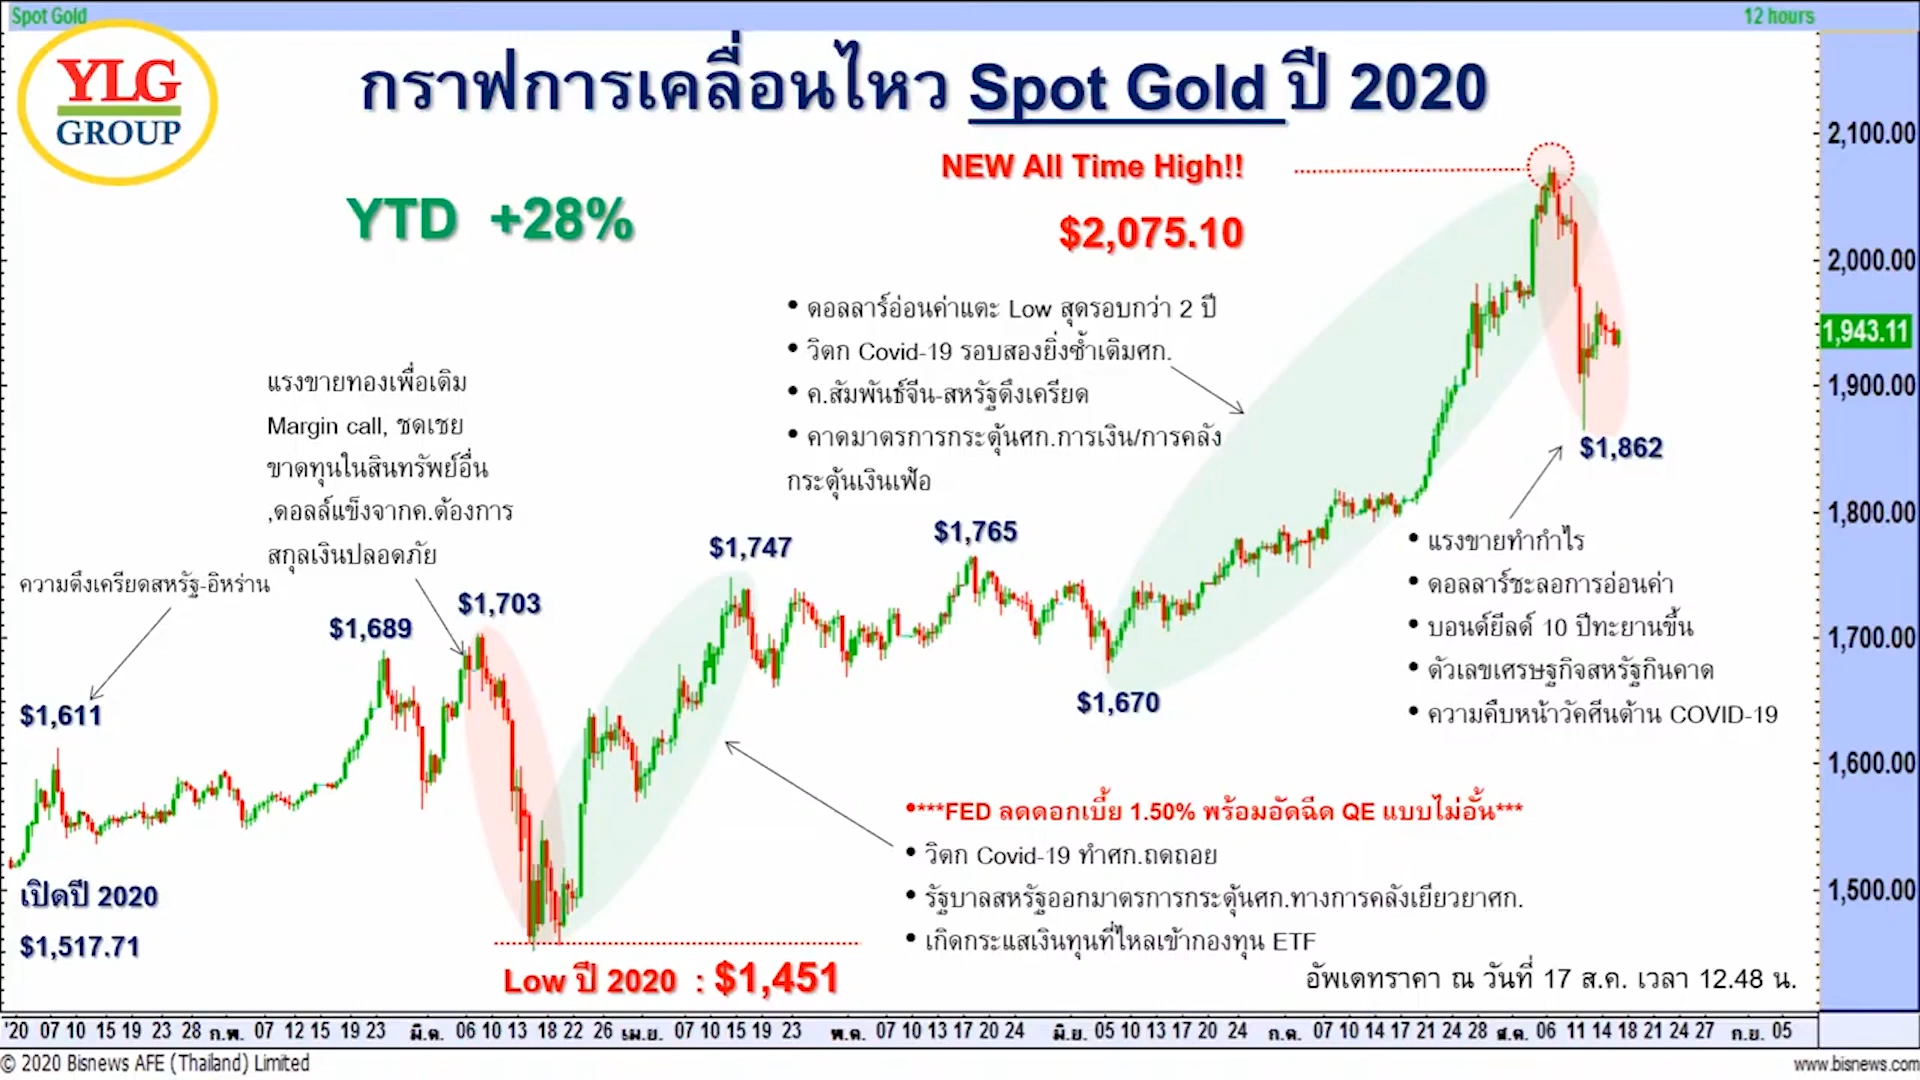 Spot Gold
12 hours
YLG
GROUP
กราฟการเคลื่อนไหว Spot Gold ปี 2020
YTD +28%
NEW All Time High!!
$2,075.10
• ดอลลาร์อ่อนค่าแตะ Low สุดรอบกว่า 2 ปี
• วิตก Covid-19 รอบสองยิ่งซ้ำเติมศก.
• ค.สัมพันธ์จีน-สหรัฐตึงเครียด
• คาดมาตรการกระตุ้นศก.การเงิน/การคลัง
กระตุ้นเงินเฟ้อ
แรงขายทองเพื่อเติม
Margin call, ชดเชย
ขาดทุนในสินทรัพย์อื่น
,ดอลล์แข็งจากค.ต้องการ
สกุลเงินปลอดภัย
ความตึงเครียดสหรัฐ-อิหร่าน
$1,611
$1,689
$1,703
$1,747
$1,765
$1,670
$1,862
• แรงขายทำกำไร
• ดอลลาร์ชะลอการอ่อนค่า
• บอนด์ยีลด์ 10 ปีทะยานขึ้น
• ตัวเลขเศรษฐกิจสหรัฐกินคาด
• ความคืบหน้าวัคซีนต้าน COVID-19
•***FED ลดดอกเบี้ย 1.50% พร้อมอัดฉีด QE แบบไม่อั้น***
• วิตก Covid-19 ทำศก.ถดถอย
• รัฐบาลสหรัฐออกมาตรการกระตุ้นศก.ทางการคลังเยียวยาศก.
• เกิดกระแสเงินทุนที่ไหลเข้ากองทุน ETF
เปิดปี 2020
$1,517.71
Low ปี 2020 : $1,451
อัพเดทราคา ณ วันที่ 17 ส.ค. เวลา 12.48 น.
2,100.00
2,000.00
1,943.11
1,900.00
1,800.00
1,700.00
1,600.00
1,500.00
'20 07 10 15 19 23 28 ก.พ. 07 12 15 19 23 มี.ค. 06 10 13 18 22 26 เม.ย. 07 10 15 19 23 พ.ค. 07 10 13 17 20 24 มิ.ย. 05 10 13 17 20 24 ก.ค. 07 10 14 17 21 24 28 ส.ค. 06 11 14 18 21 24 27 ก.ย. 05
© 2020 Bisnews AFE (Thailand) Limited
www.bisnews.com